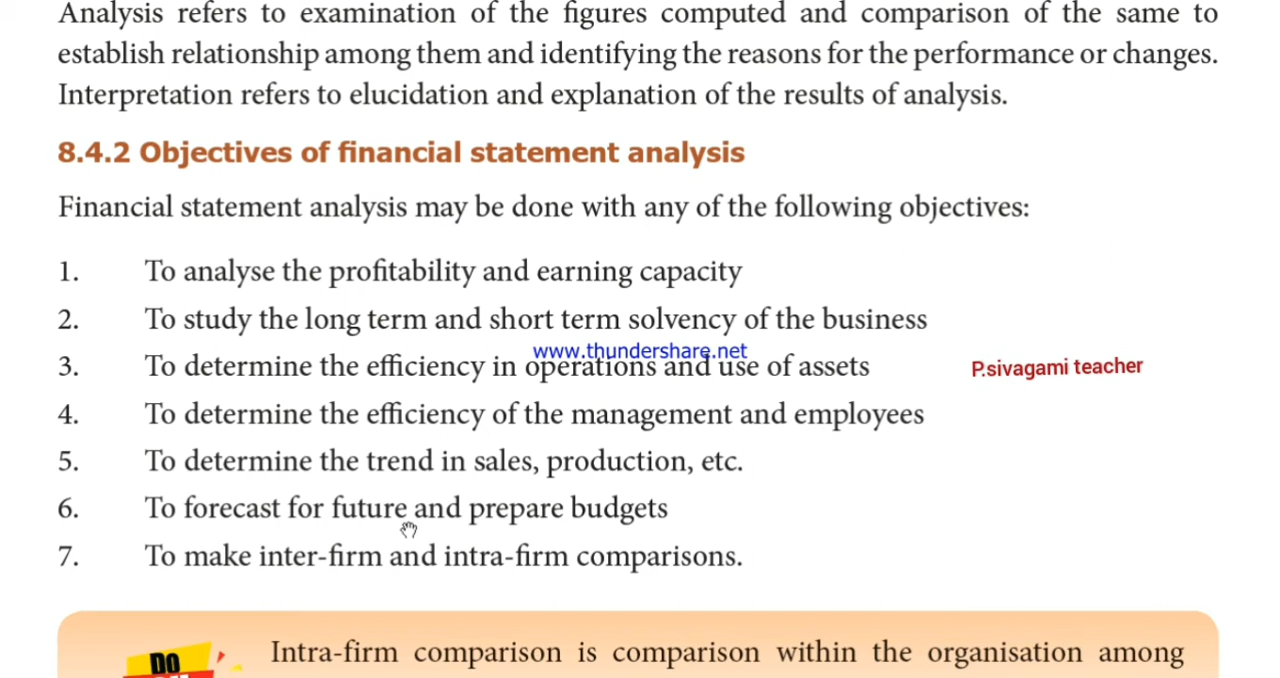 Analysis refers to examination of the figures computed and comparison of the same to
establish relationship among them and identifying the reasons for the performance or changes.
Interpretation refers to elucidation and explanation of the results of analysis.
8.4.2 Objectives of financial statement analysis
Financial statement analysis may be done with any of the following objectives:
1. To analyse the profitability and earning capacity
2. To study the long term and short term solvency of the business
www.thundershare.net
3. To determine the efficiency in operations and use of assets
P.sivagami teacher
4. To determine the efficiency of the management and employees
5. To determine the trend in sales, production, etc.
6. To forecast for future and prepare budgets
7. To make inter-firm and intra-firm comparisons.
DO
Intra-firm comparison is comparison within the organisation among